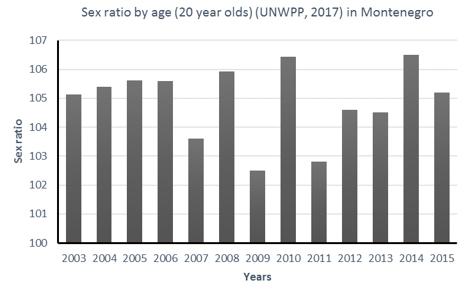 Sex ratio by age (20 year olds) (UNWPP, 2017) in Montenegro
107
106
105
104
103
102
101
100
Sex ratio
2003 2004 2005 2006 2007 2008 2009 2010 2011 2012 2013 2014 2015
Years